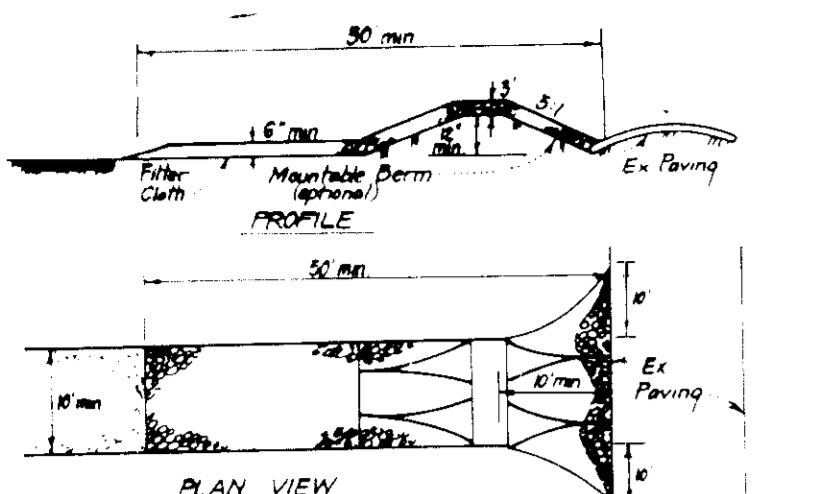 50' min
3'
5:1
6" min
12"
min
Filter
Cloth
Mountable Berm
(optional)
Ex Paving
PROFILE
50' min.
10'
10' min
10' min
Ex
Paving
10'
PLAN VIEW